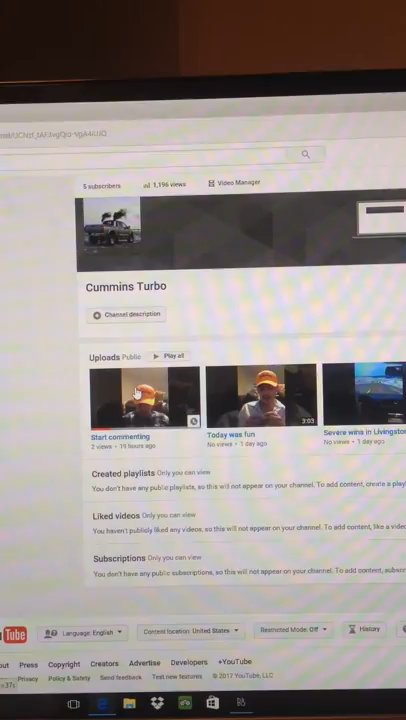 5 subscribers 1,196 views Video Manager
Cummins Turbo
Channel description
Uploads Public Play all
3:03
Start commenting
2 views • 19 hours ago
Today was fun
No views • 1 day ago
Severe wins in Livingston
No views • 1 day ago
Created playlists Only you can view
You don't have any public playlists, so this will not appear on your channel. To add content, create a play
Liked videos Only you can view
You haven't publicly liked any videos, so this will not appear on your channel. To add content, like a video
Subscriptions Only you can view
You don't have any public subscriptions, so this will not appear on your channel. To add content, subscr
Tube Language: English Content location: United States Restricted Mode: Off History
out Press Copyright Creators Advertise Developers +YouTube
Privacy Policy & Safety Send feedback Test new features © 2017 YouTube, LLC